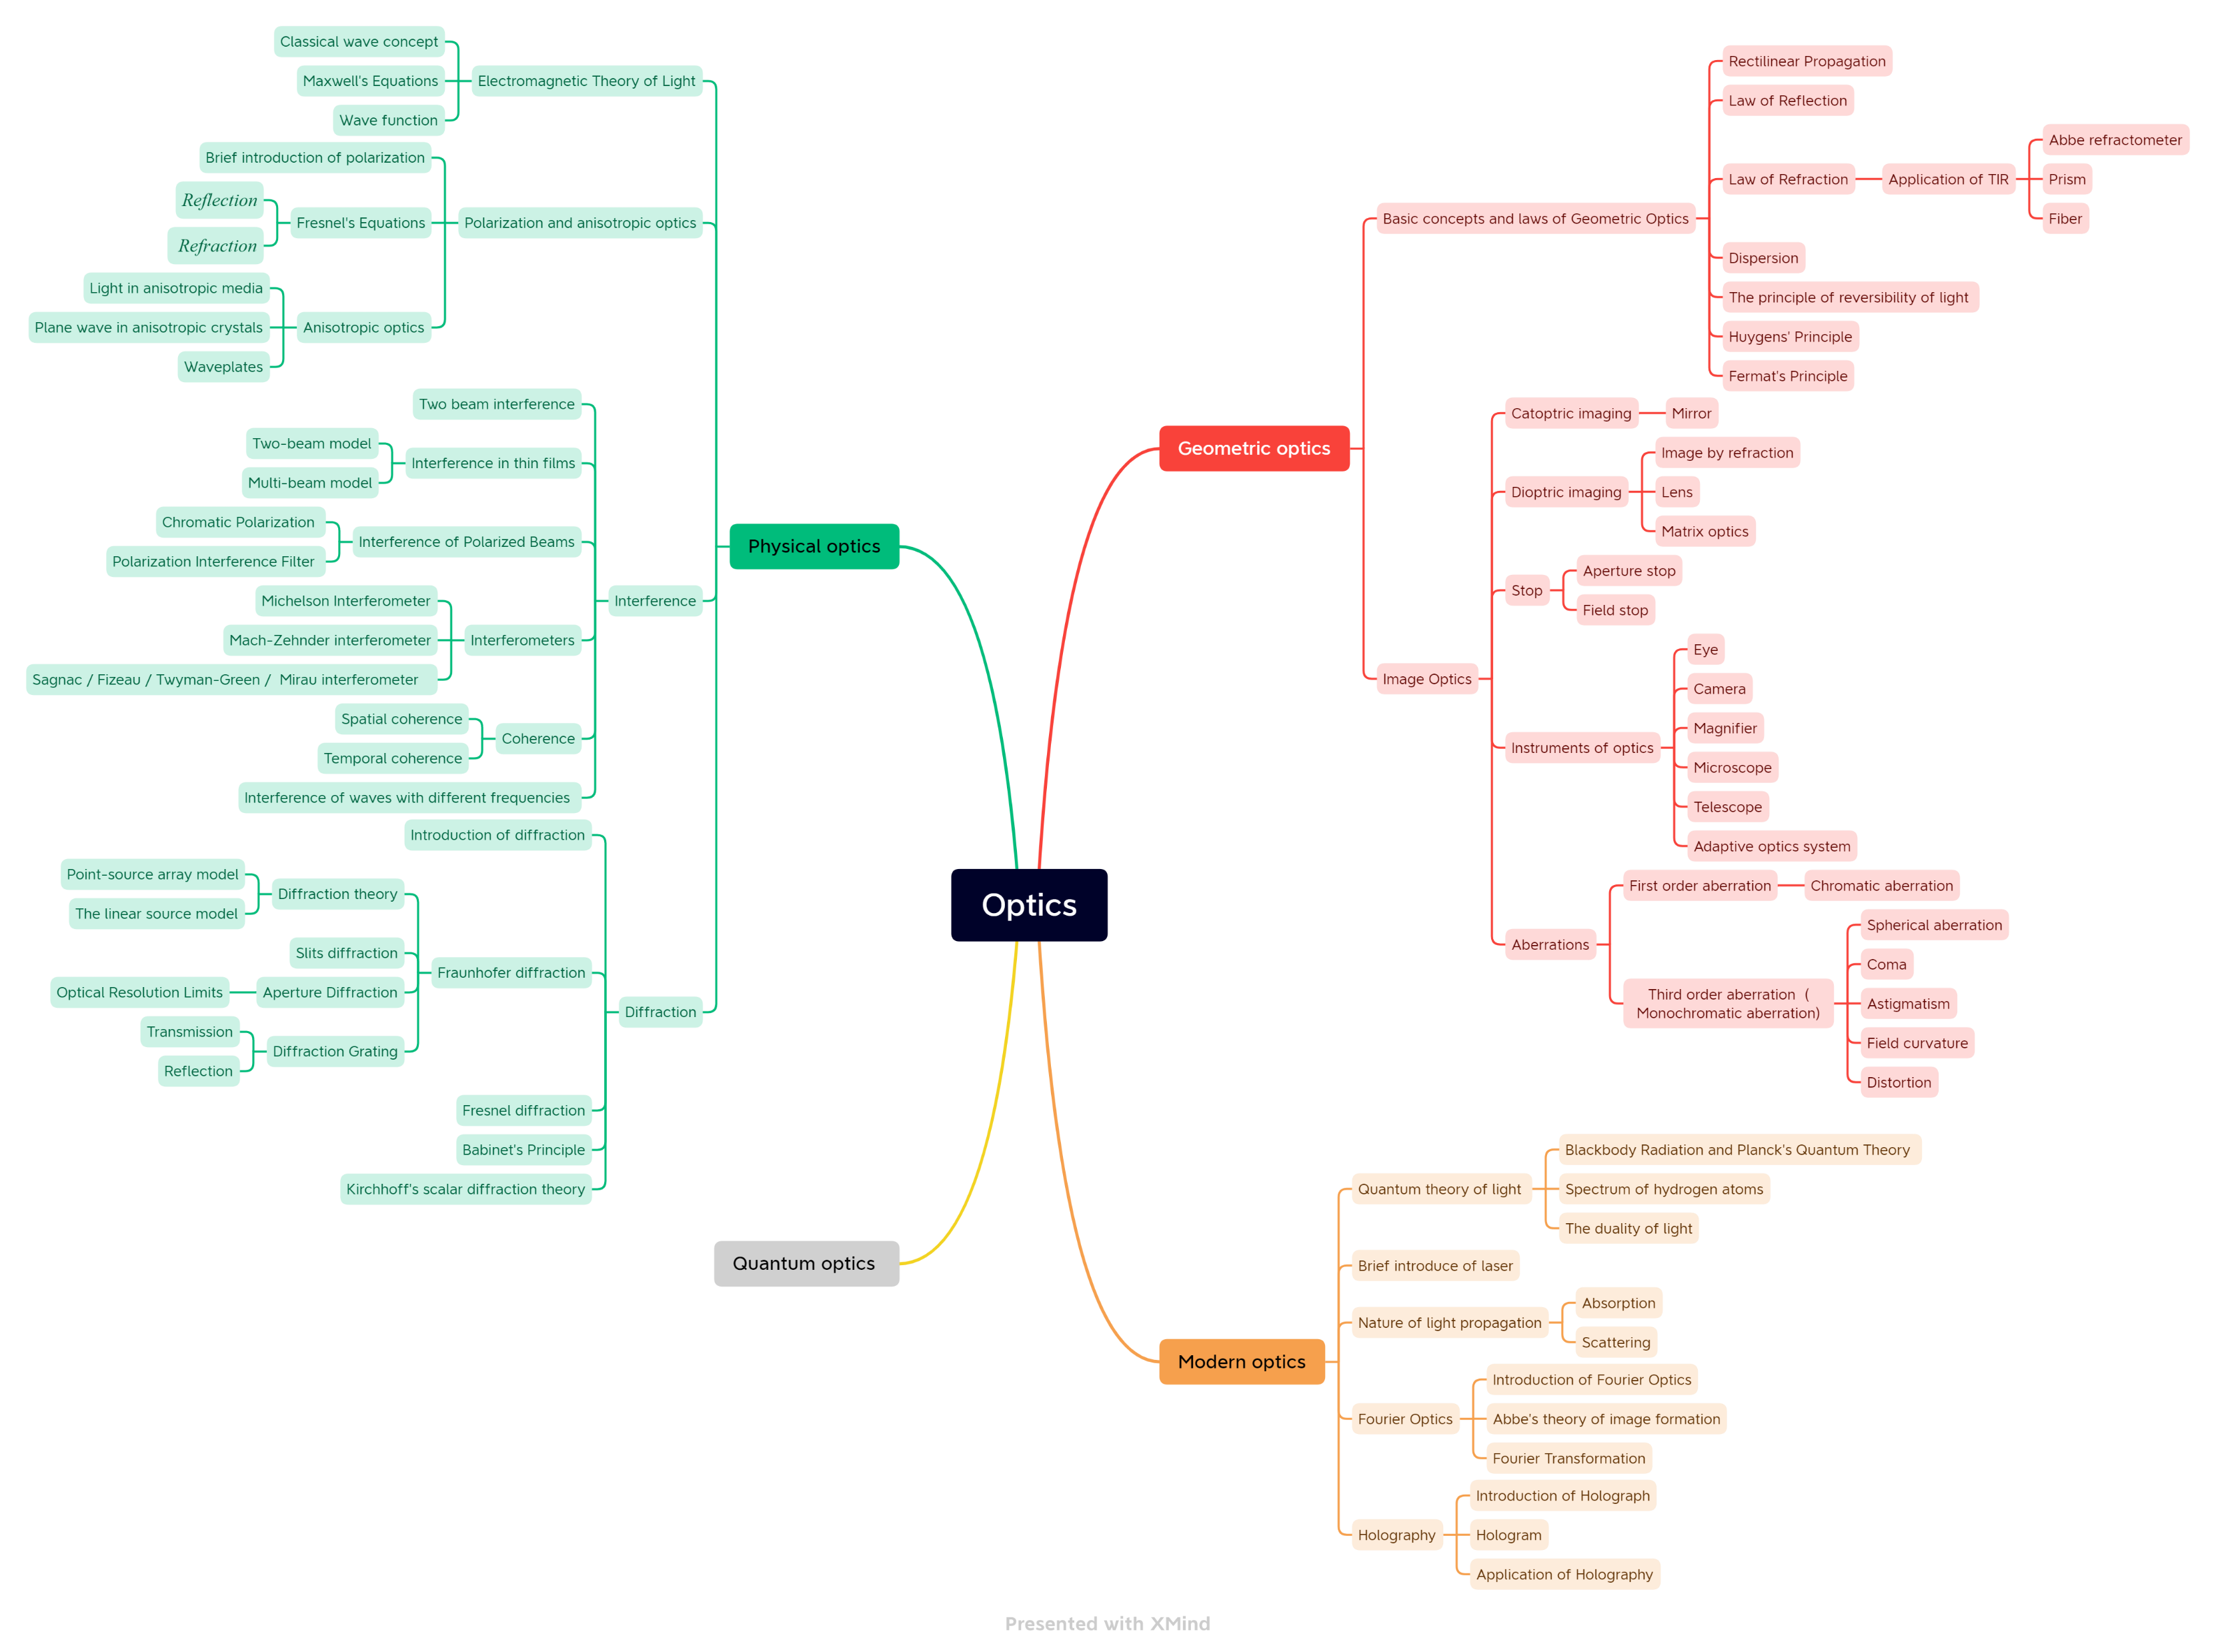 Optics
Geometric optics
Basic concepts and laws of Geometric Optics
Rectilinear Propagation
Law of Reflection
Law of Refraction
Application of TIR
Abbe refractometer
Prism
Fiber
Dispersion
The principle of reversibility of light
Huygens' Principle
Fermat's Principle
Image Optics
Catoptric imaging
Mirror
Dioptric imaging
Image by refraction
Lens
Matrix optics
Stop
Aperture stop
Field stop
Instruments of optics
Eye
Camera
Magnifier
Microscope
Telescope
Adaptive optics system
Aberrations
First order aberration
Chromatic aberration
Third order aberration (
Monochromatic aberration)
Spherical aberration
Coma
Astigmatism
Field curvature
Distortion
Modern optics
Quantum theory of light
Blackbody Radiation and Planck's Quantum Theory
Spectrum of hydrogen atoms
The duality of light
Brief introduce of laser
Nature of light propagation
Absorption
Scattering
Fourier Optics
Introduction of Fourier Optics
Abbe's theory of image formation
Fourier Transformation
Holography
Introduction of Holograph
Hologram
Application of Holography
Physical optics
Electromagnetic Theory of Light
Classical wave concept
Maxwell's Equations
Wave function
Polarization and anisotropic optics
Brief introduction of polarization
Fresnel's Equations
Reflection
Refraction
Anisotropic optics
Light in anisotropic media
Plane wave in anisotropic crystals
Waveplates
Interference
Two beam interference
Interference in thin films
Two-beam model
Multi-beam model
Interference of Polarized Beams
Chromatic Polarization
Polarization Interference Filter
Interferometers
Michelson Interferometer
Mach-Zehnder interferometer
Sagnac / Fizeau / Twyman-Green / Mirau interferometer
Coherence
Spatial coherence
Temporal coherence
Interference of waves with different frequencies
Diffraction
Introduction of diffraction
Fraunhofer diffraction
Diffraction theory
Point-source array model
The linear source model
Slits diffraction
Aperture Diffraction
Optical Resolution Limits
Diffraction Grating
Transmission
Reflection
Fresnel diffraction
Babinet's Principle
Kirchhoff's scalar diffraction theory
Quantum optics
Presented with XMind